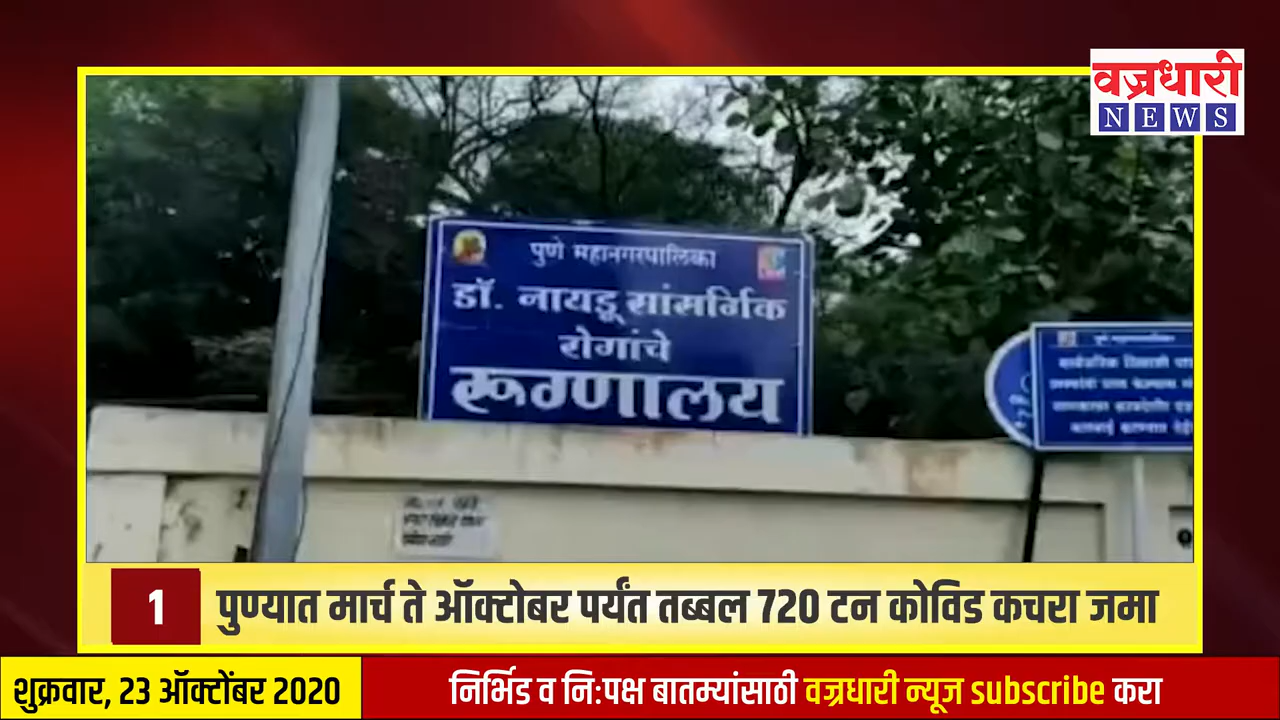 वज्रधारी
NEWS
पुणे महानगरपालिका
डॉ. नायडू सांसर्गिक
रोगांचे
रूग्णालय
1 पुण्यात मार्च ते ऑक्टोबर पर्यंत तब्बल 720 टन कोविड कचरा जमा
शुक्रवार, 23 ऑक्टोंबर 2020
निर्भिड व नि:पक्ष बातम्यांसाठी वज्रधारी न्यूज subscribe करा